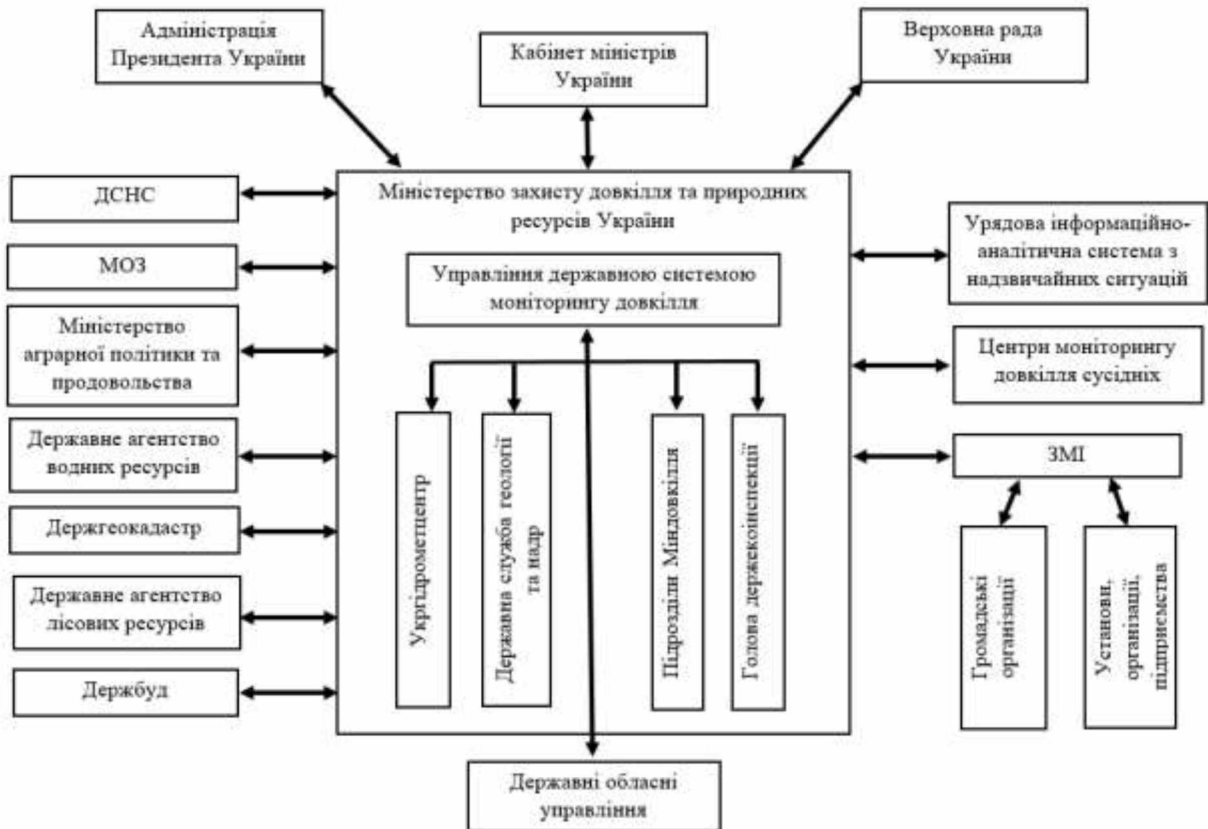 Адміністрація
Президента України
Кабінет міністрів
України
Верховна рада
України
ДСНС
МОЗ
Міністерство
аграрної політики та
продовольства
Державне агентство
водних ресурсів
Держгеокадастр
Державне агентство
лісових ресурсів
Держбуд
Міністерство захисту довкілля та природних
ресурсів України
Управління державною системою
моніторингу довкілля
Укргідрометцентр
Державна служба геології
та надр
Підрозділи Міндовкілля
Голова держекоінспекції
Державні обласні
управління
Урядова інформаційно-
аналітична система з
надзвичайних ситуацій
Центри моніторингу
довкілля сусідніх
ЗМІ
Громадські
організації
Установи,
організації,
підприємства